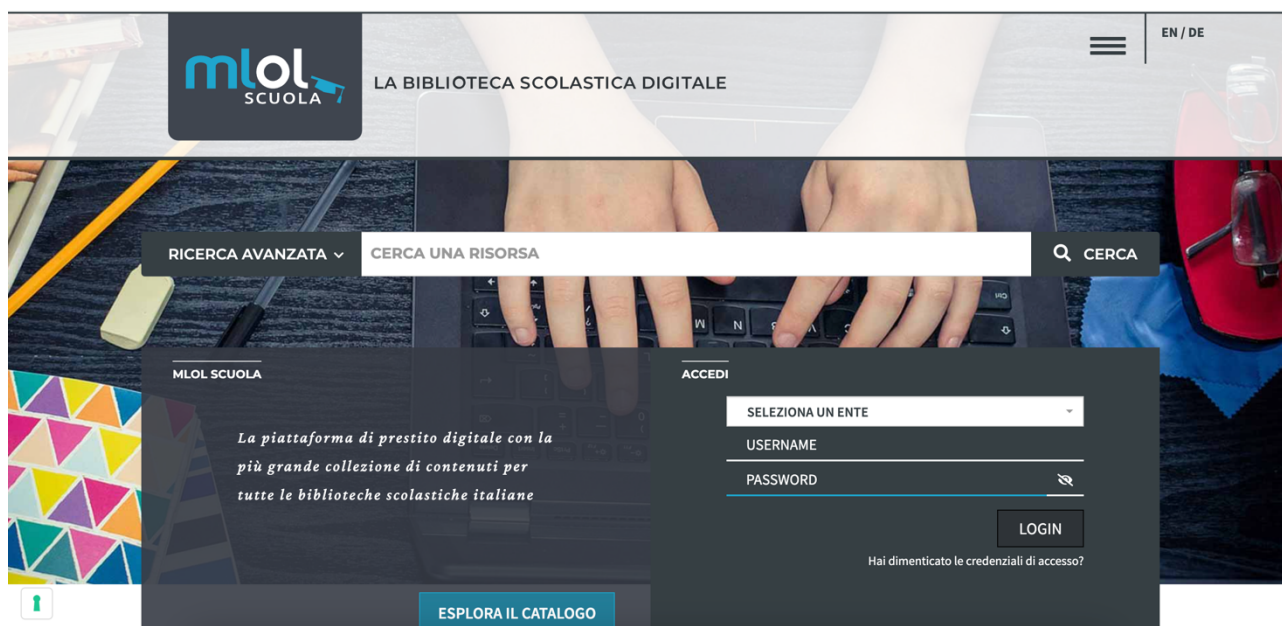 mlol
SCUOLA
LA BIBLIOTECA SCOLASTICA DIGITALE
EN / DE
RICERCA AVANZATA
CERCA UNA RISORSA
CERCA
MLOL SCUOLA
La piattaforma di prestito digitale con la
più grande collezione di contenuti per
tutte le biblioteche scolastiche italiane
ESPLORA IL CATALOGO
ACCEDI
SELEZIONA UN ENTE
USERNAME
PASSWORD
LOGIN
Hai dimenticato le credenziali di accesso?